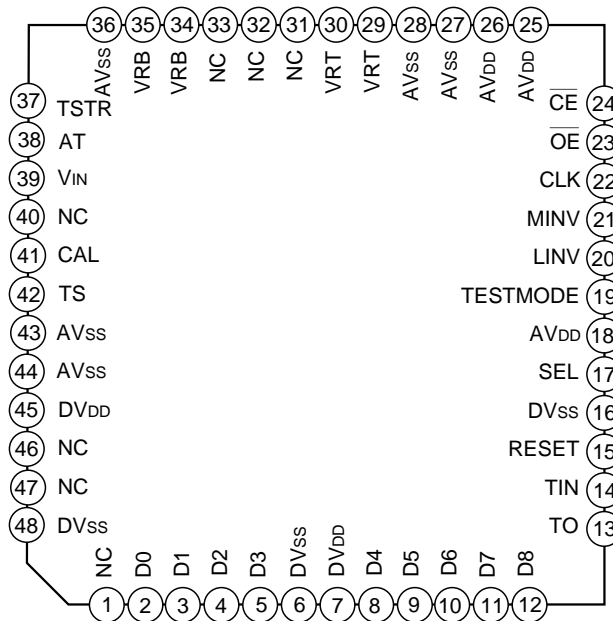 36 35 34 33 32 31 30 29 28 27 26 25
AVSS VRB VRB NC NC NC VRT VRT AVSS AVSS AVDD AVDD
37 TSTR
38 AT
39 VIN
40 NC
41 CAL
42 TS
43 AVSS
44 AVSS
45 DVDD
46 NC
47 NC
48 DVSS
CE 24
OE 23
CLK 22
MINV 21
LINV 20
TESTMODE 19
AVDD 18
SEL 17
DVSS 16
RESET 15
TIN 14
TO 13
NC D0 D1 D2 D3 DVSS DVDD D4 D5 D6 D7 D8
1 2 3 4 5 6 7 8 9 10 11 12